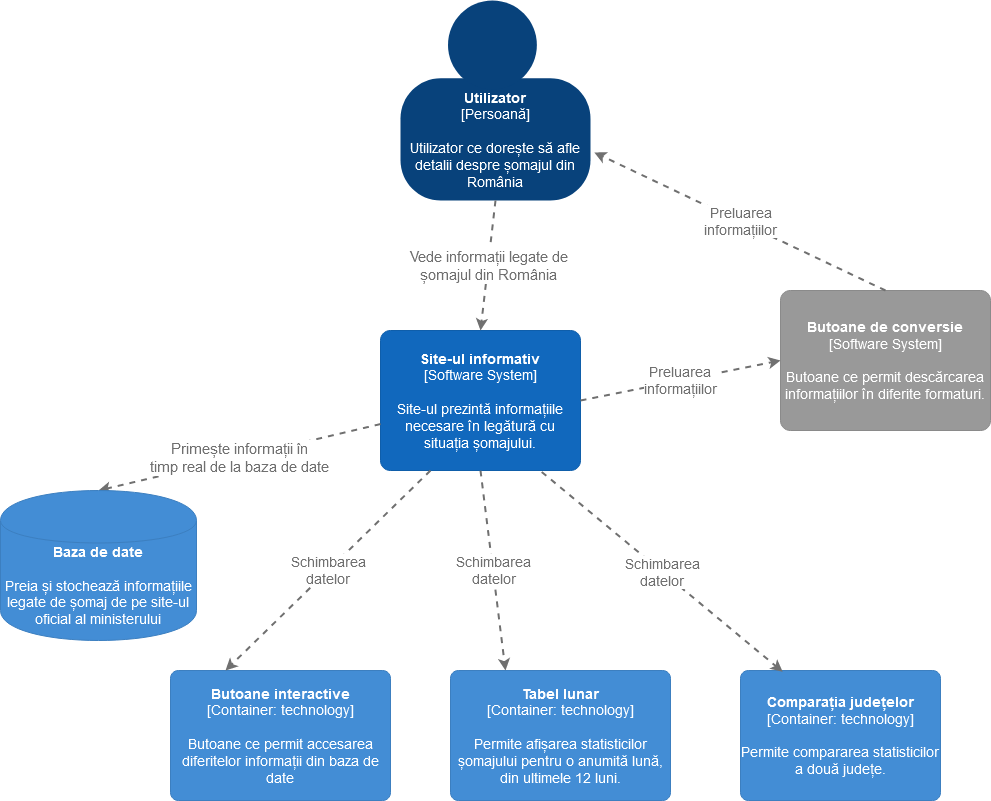 Utilizator
[Persoană]
Utilizator ce dorește să afle
detalii despre șomajul din
România
Preluarea
informațiilor
Vede informații legate de
șomajul din România
Butoane de conversie
[Software System]
Butoane ce permit descărcarea
informațiilor în diferite formaturi.
Site-ul informativ
[Software System]
Site-ul prezintă informațiile
necesare în legătură cu
situația șomajului.
Preluarea
informațiilor
Primește informații în
timp real de la baza de date
Baza de date
Preia și stochează informațiile
legate de șomaj de pe site-ul
oficial al ministerului
Schimbarea
datelor
Schimbarea
datelor
Schimbarea
datelor
Butoane interactive
[Container: technology]
Butoane ce permit accesarea
diferitelor informații din baza de
date
Tabel lunar
[Container: technology]
Permite afișarea statisticilor
șomajului pentru o anumită lună,
din ultimele 12 luni.
Comparația județelor
[Container: technology]
Permite compararea statisticilor
a două județe.